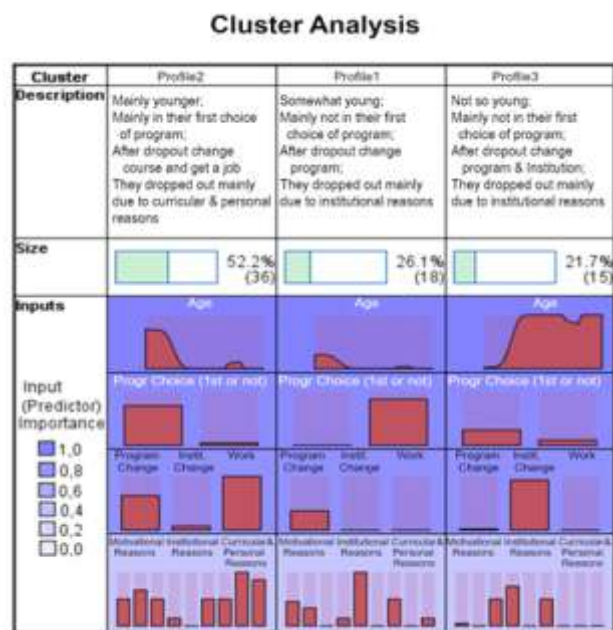 Cluster Analysis
Cluster Profile2 Profile1 Profile3
Description
Mainly younger;
Mainly in their first choice
of program;
After dropout change
course and get a job
They dropped out mainly
due to curricular & personal
reasons
Somewhat young;
Mainly not in their first
choice of program;
After dropout change
program;
They dropped out mainly
due to institutional reasons
Not so young;
Mainly not in their first
choice of program;
After dropout change
program & Institution;
They dropped out mainly
due to institutional reasons
Size
52.2%
(36)
26.1%
(18)
21.7%
(15)
Inputs
Input
(Predictor)
Importance
1,0
0,8
0,6
0,4
0,2
0,0
Age Age Age
Progr Choice (1st or not) Progr Choice (1st or not) Progr Choice (1st or not)
Program Instit. Work Program Instit. Work Program Instit. Work
Change Change Change Change Change Change
Motivational Institutional Curricular& Motivational Institutional Curricular& Motivational Institutional Curricular&
Reasons Reasons Personal Reasons Reasons Personal Reasons Reasons Personal
Reasons Reasons Reasons